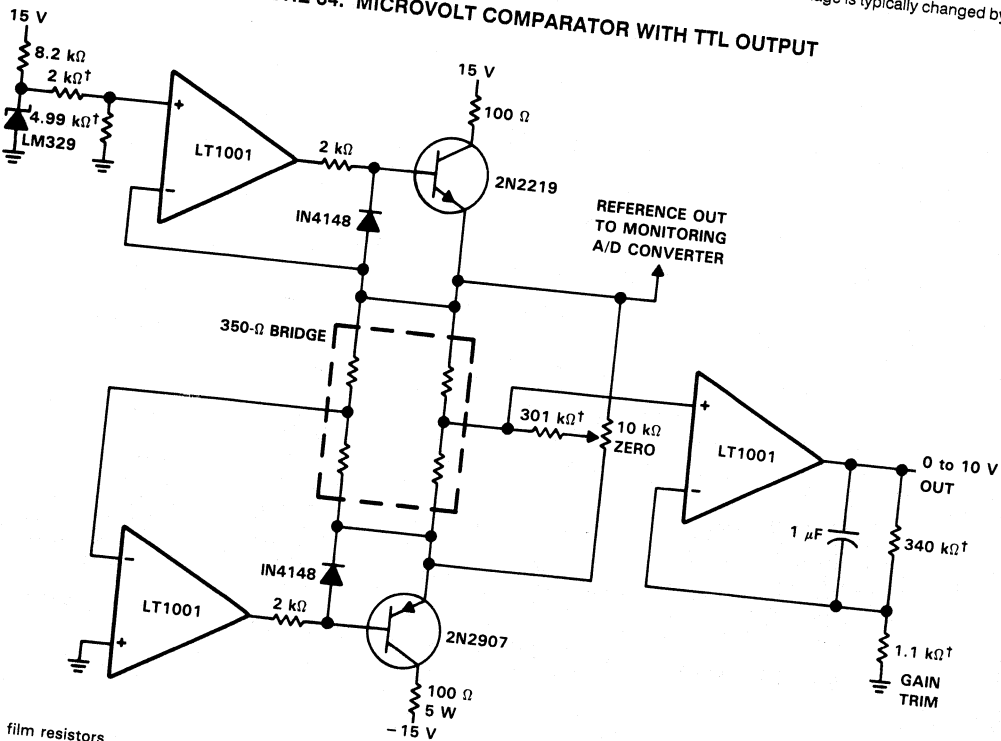 MICROVOLT COMPARATOR WITH TTL OUTPUT
is typically changed by
15 V
8.2 kΩ
2 kΩ†
4.99 kΩ†
LM329
+
LT1001
-
2 kΩ
IN4148
15 V
100 Ω
2N2219
REFERENCE OUT
TO MONITORING
A/D CONVERTER
350-Ω BRIDGE
301 kΩ†
10 kΩ
ZERO
+
LT1001
-
0 to 10 V
OUT
1 μF
340 kΩ†
1.1 kΩ†
GAIN
TRIM
-
LT1001
+
IN4148
2 kΩ
2N2907
100 Ω
5 W
-15 V
film resistors